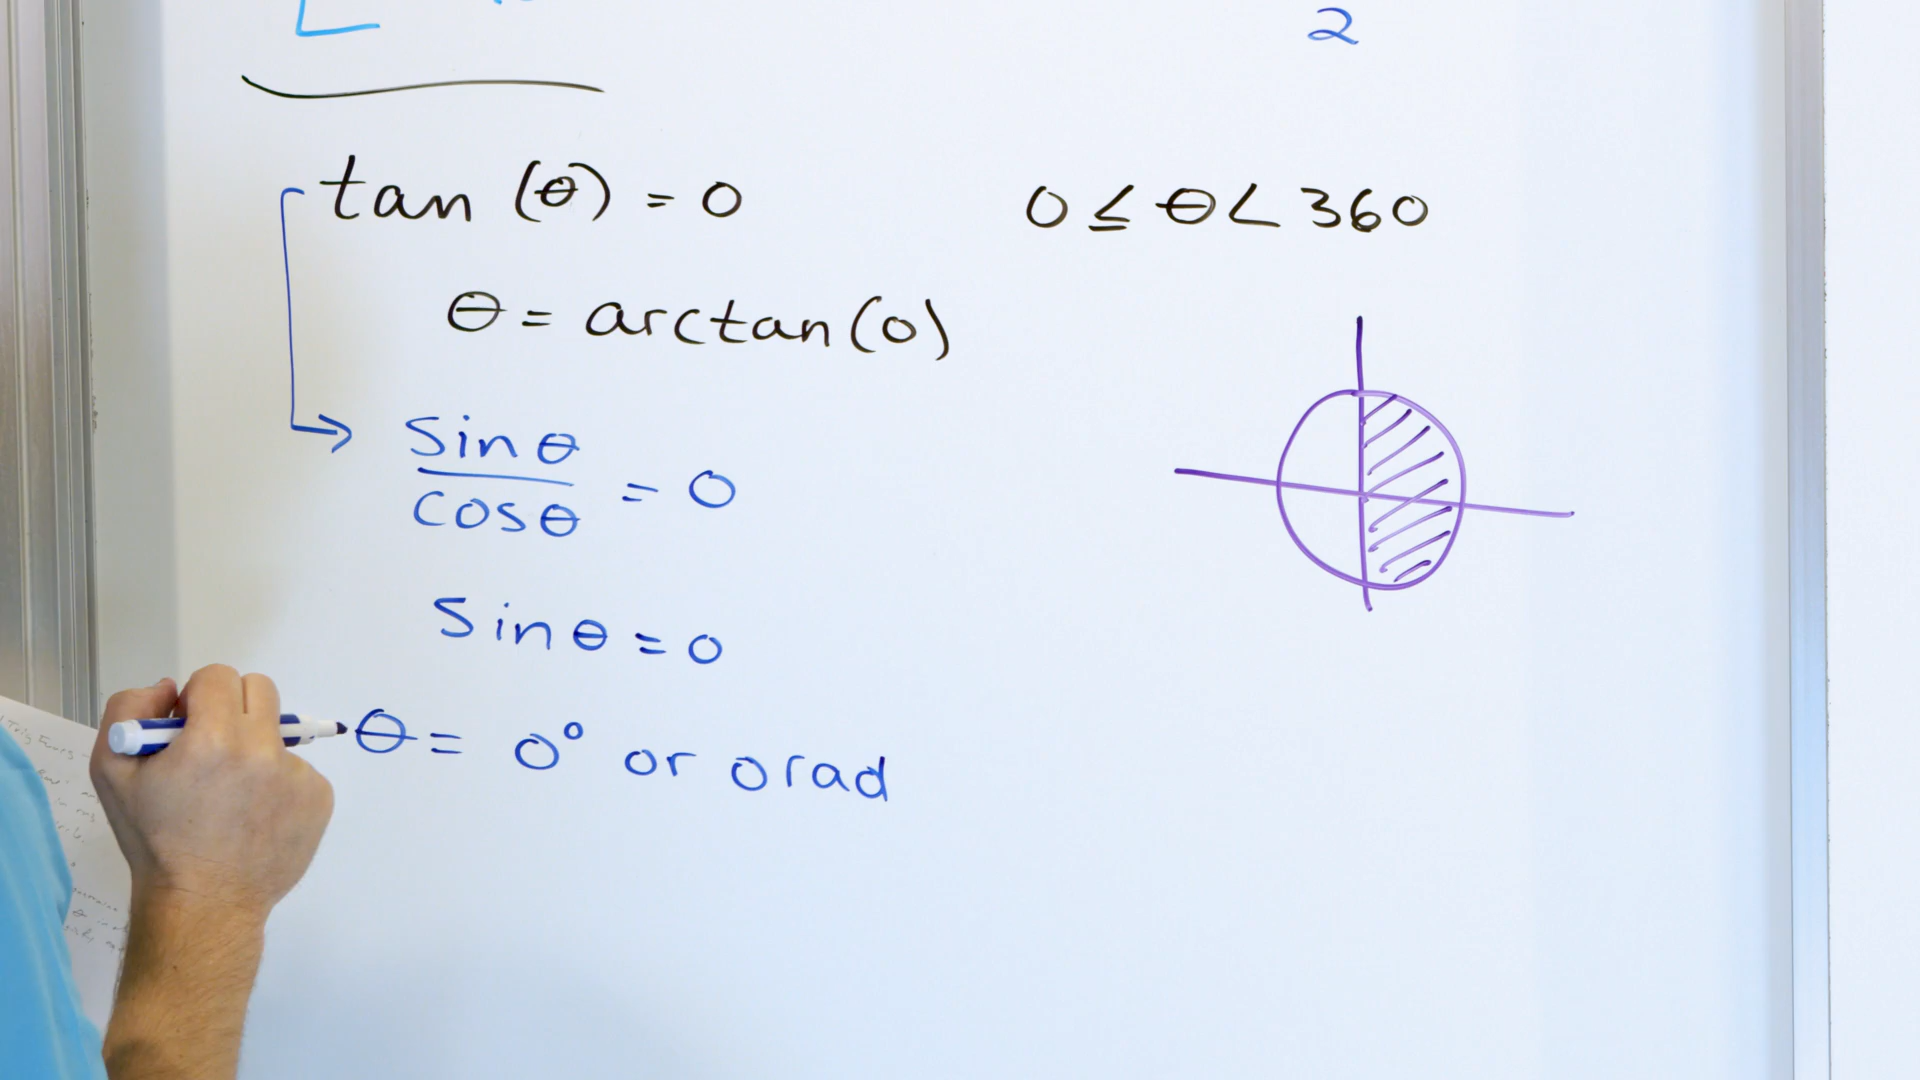 2
tan (θ) = 0
0 ≤ θ < 360
θ = arctan(0)
sin θ
cos θ
= 0
sin θ = 0
θ = 0° or 0 rad